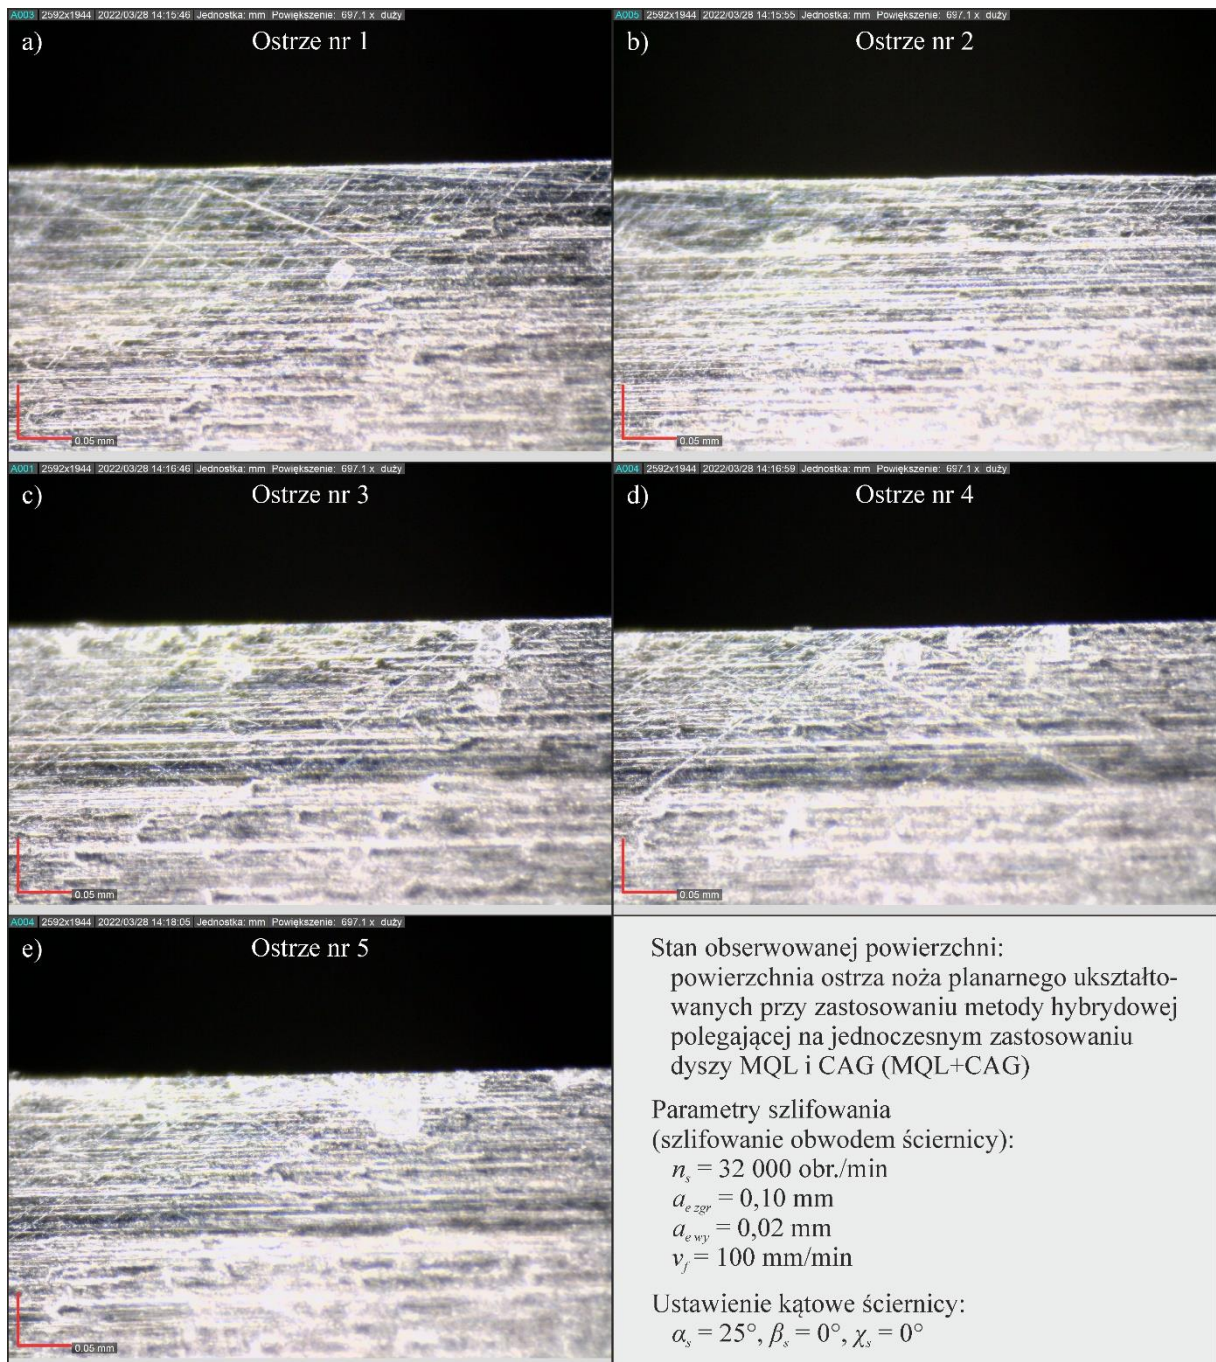 A003 2592x1944 2022/03/28 14:15:46 Jednostka: mm Powiększenie: 697.1 x duży
a) Ostrze nr 1
0.05 mm
A005 2592x1944 2022/03/28 14:15:55 Jednostka: mm Powiększenie: 697.1 x duży
b) Ostrze nr 2
0.05 mm
A001 2592x1944 2022/03/28 14:16:46 Jednostka: mm Powiększenie: 697.1 x duży
c) Ostrze nr 3
0.05 mm
A004 2592x1944 2022/03/28 14:16:59 Jednostka: mm Powiększenie: 697.1 x duży
d) Ostrze nr 4
0.05 mm
A004 2592x1944 2022/03/28 14:18:05 Jednostka: mm Powiększenie: 697.1 x duży
e) Ostrze nr 5
0.05 mm
Stan obserwowanej powierzchni:
powierzchnia ostrza noża planarnego ukształto-
wanych przy zastosowaniu metody hybrydowej
polegającej na jednoczesnym zastosowaniu
dyszy MQL i CAG (MQL+CAG)
Parametry szlifowania
(szlifowanie obwodem ściernicy):
n_s = 32 000 obr./min
a_e zgr = 0,10 mm
a_e wy = 0,02 mm
v_f = 100 mm/min
Ustawienie kątowe ściernicy:
α_s = 25°, β_s = 0°, χ_s = 0°